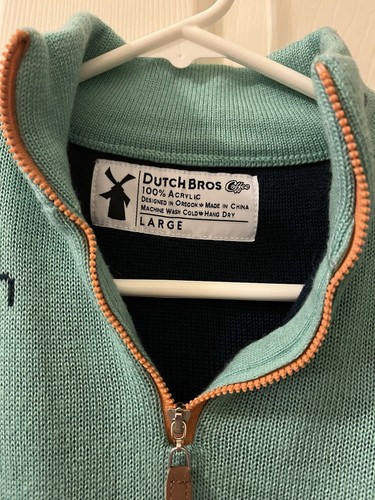 DUTCH BROS Coffee
100% ACRYLIC
DESIGNED IN OREGON MADE IN CHINA
MACHINE WASH COLD HANG DRY
LARGE